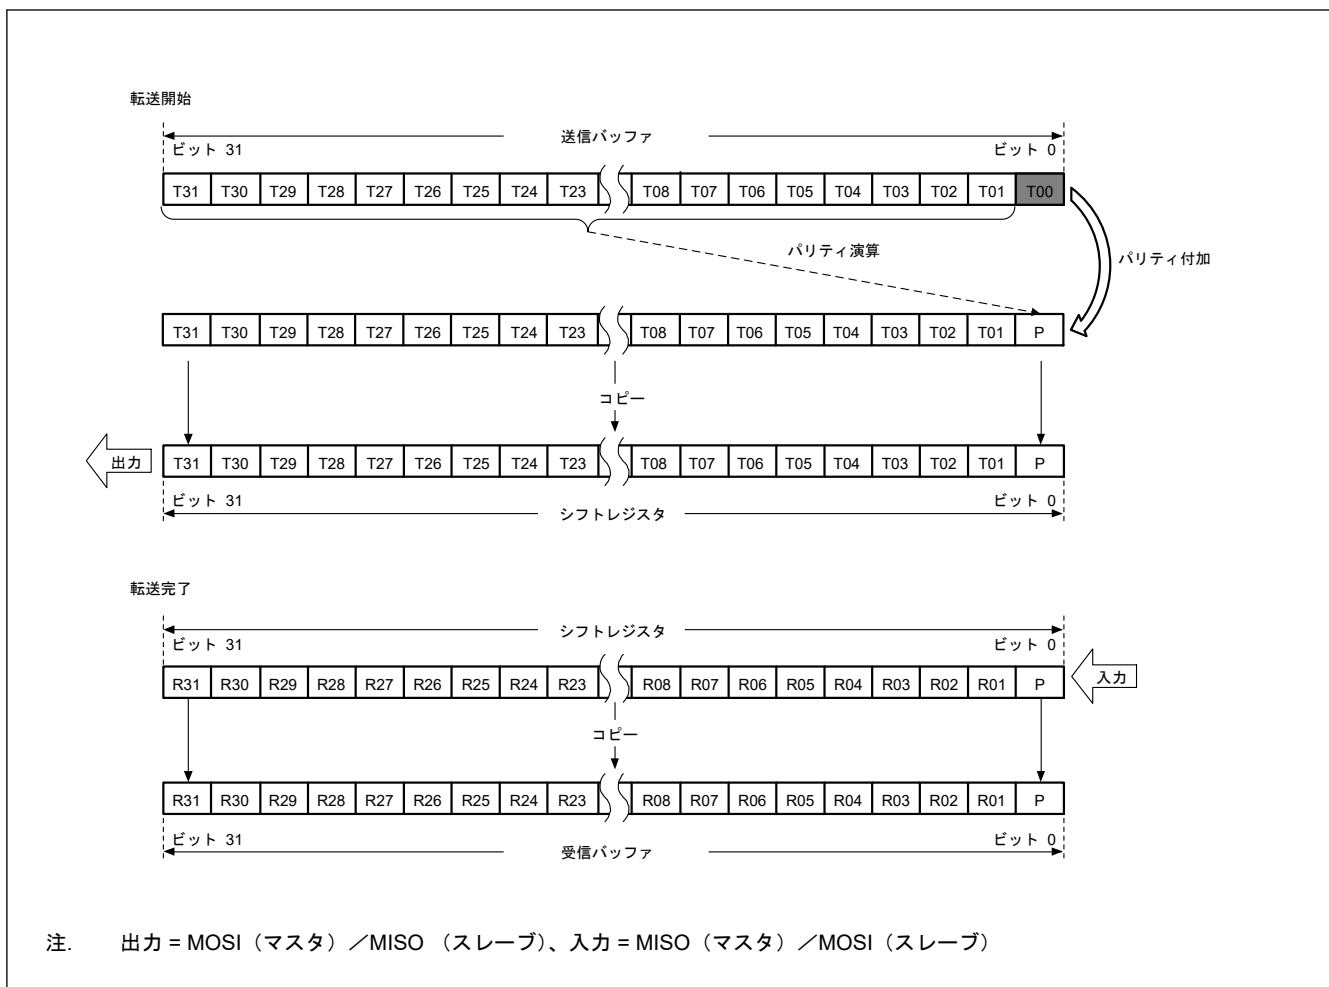 転送開始
送信バッファ
ビット 31 ビット 0
T31 T30 T29 T28 T27 T26 T25 T24 T23 T08 T07 T06 T05 T04 T03 T02 T01 T00
パリティ演算
パリティ付加
T31 T30 T29 T28 T27 T26 T25 T24 T23 T08 T07 T06 T05 T04 T03 T02 T01 P
コピー
出力
T31 T30 T29 T28 T27 T26 T25 T24 T23 T08 T07 T06 T05 T04 T03 T02 T01 P
ビット 31 ビット 0
シフトレジスタ
転送完了
シフトレジスタ
ビット 31 ビット 0
R31 R30 R29 R28 R27 R26 R25 R24 R23 R08 R07 R06 R05 R04 R03 R02 R01 P
入力
コピー
R31 R30 R29 R28 R27 R26 R25 R24 R23 R08 R07 R06 R05 R04 R03 R02 R01 P
ビット 31 ビット 0
受信バッファ
注. 出力 = MOSI（マスタ）／MISO （スレーブ）、入力 = MISO（マスタ）／MOSI（スレーブ）